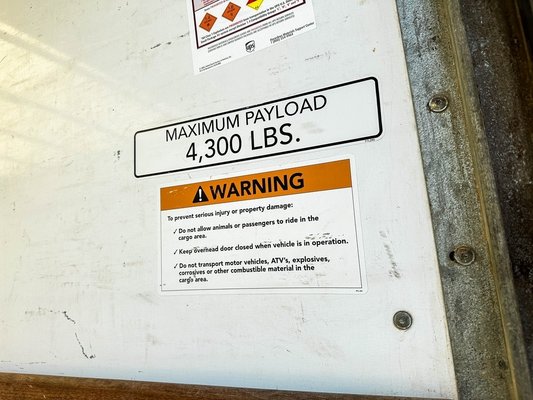 MAXIMUM PAYLOAD
4,300 LBS.
WARNING
To prevent serious injury or property damage:
✓ Do not allow animals or passengers to ride in the
cargo area.
✓ Keep overhead door closed when vehicle is in operation.
✓ Do not transport motor vehicles, ATV's, explosives,
corrosives or other combustible material in the
cargo area.